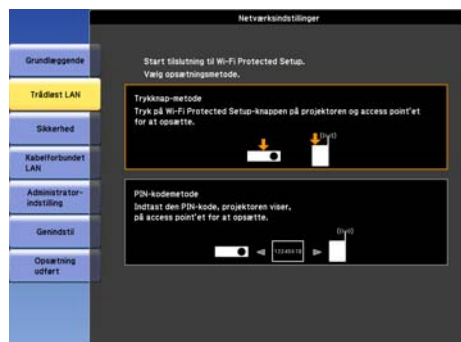 Netværksindstillinger
Grundlæggende
Trådløst LAN
Sikkerhed
Kabelforbundet
LAN
Administrator-
indstilling
Genindstil
Opsætning
udført
Start tilslutning til Wi-Fi Protected Setup.
Vælg opsætningsmetode.
Trykknap-metode
Tryk på Wi-Fi Protected Setup-knappen på projektoren og access point'et
for at opsætte.
PIN-kodemetode
Indtast den PIN-kode, projektoren viser,
på access point'et for at opsætte.
12345678